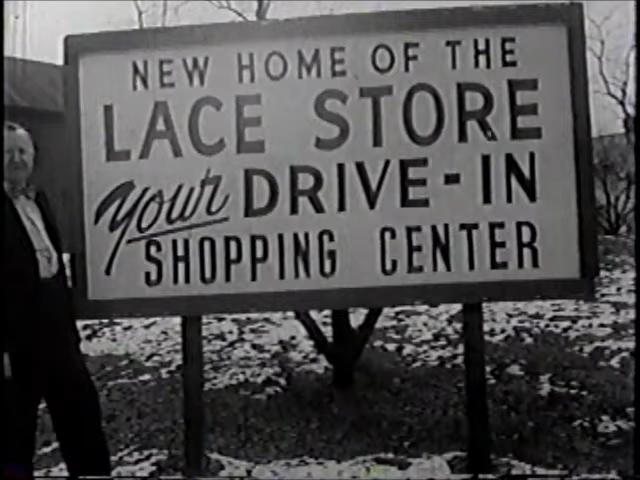 NEW HOME OF THE
LACE STORE
Your DRIVE-IN
SHOPPING CENTER